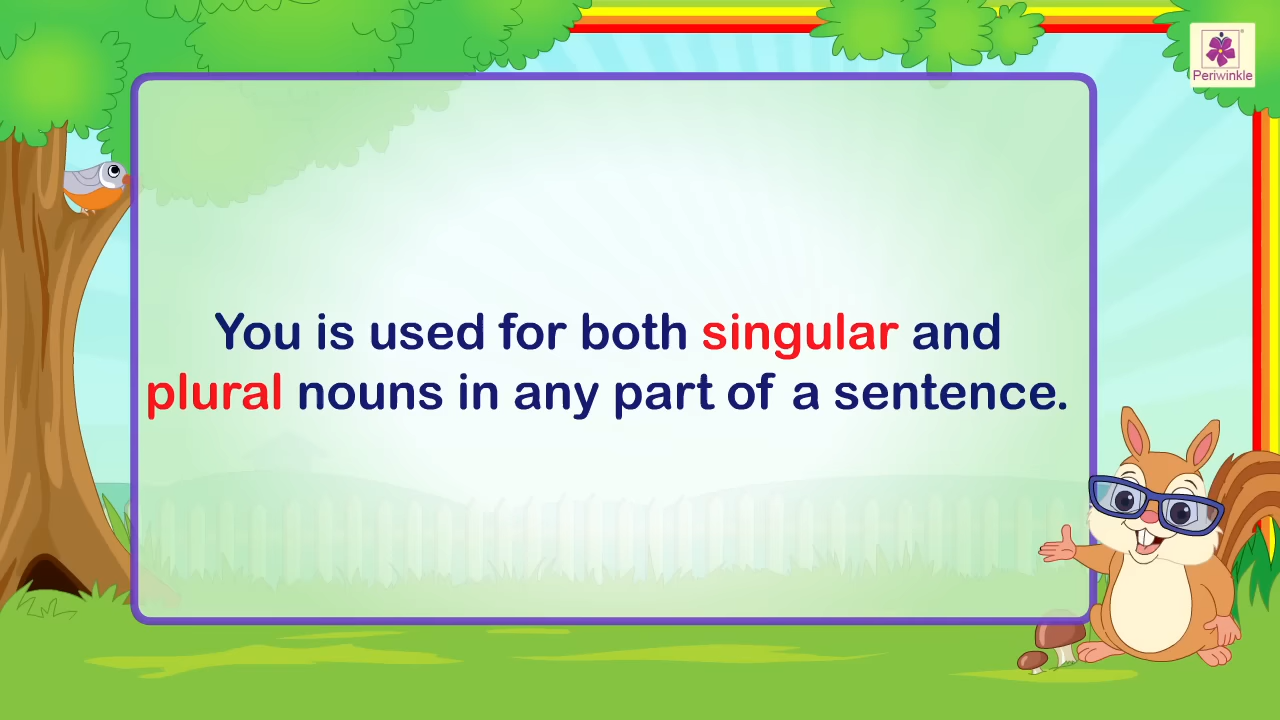 Periwinkle
You is used for both singular and
plural nouns in any part of a sentence.